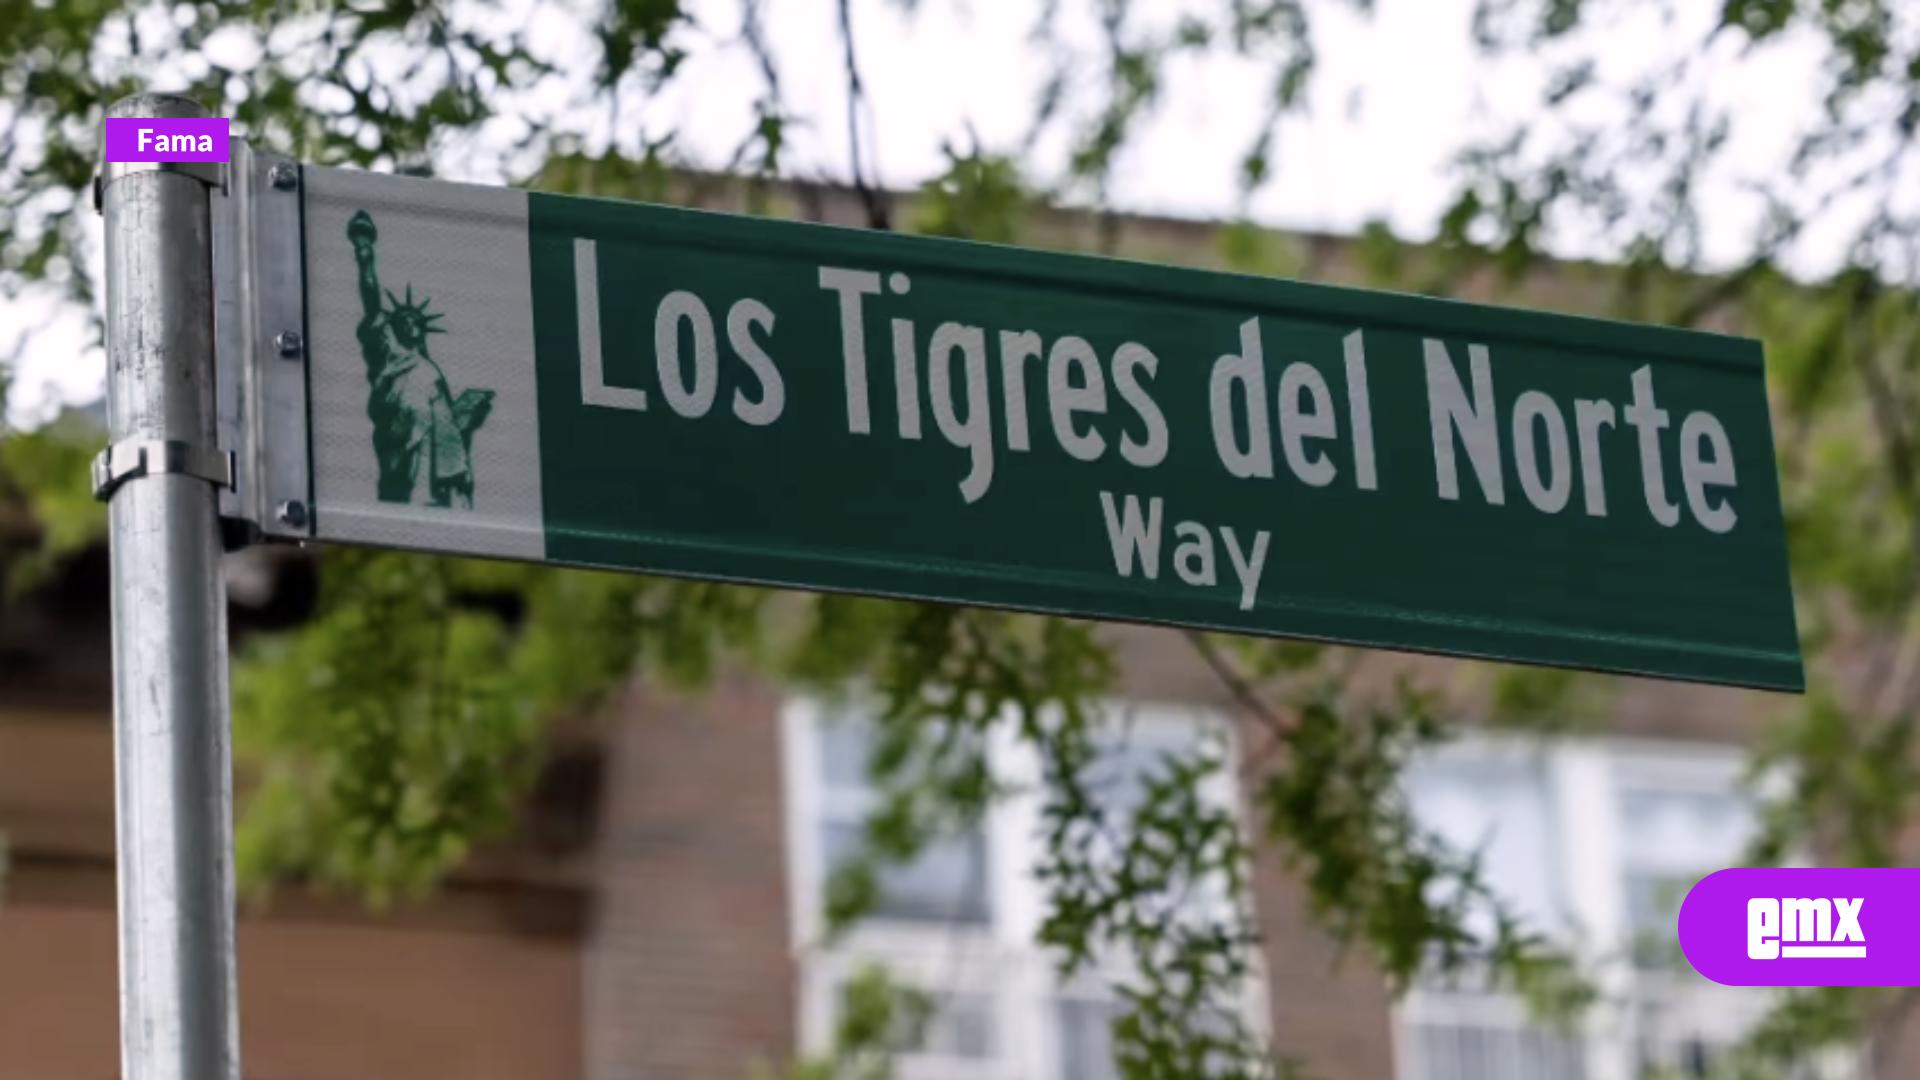 Fama
Los Tigres del Norte
Way
emx